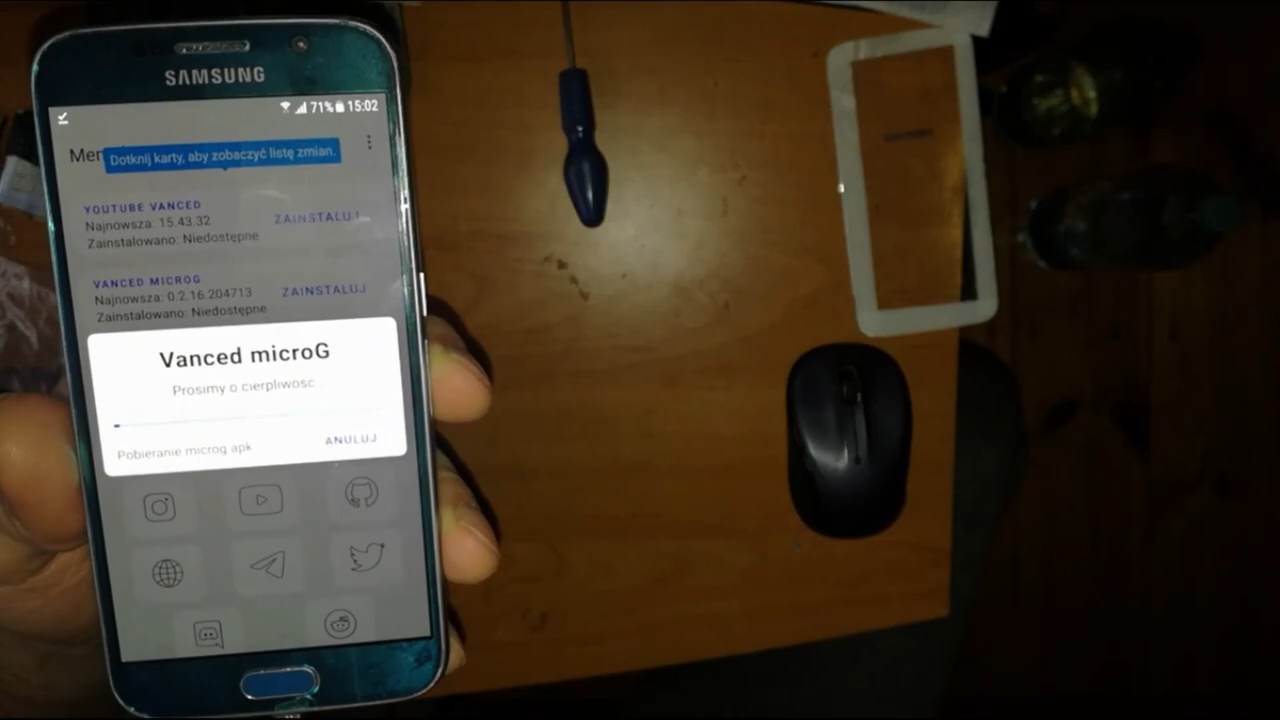 SAMSUNG
71% 15:02
Men
Dotknij karty, aby zobaczyć listę zmian.
YOUTUBE VANCED
Najnowsza: 15.43.32
Zainstalowano: Niedostępne
ZAINSTALUJ
VANCED MICROG
Najnowsza: 0.2.16.204713
Zainstalowano: Niedostępne
ZAINSTALUJ
Vanced microG
Prosimy o cierpliwość...
Pobieranie microg apk
ANULUJ